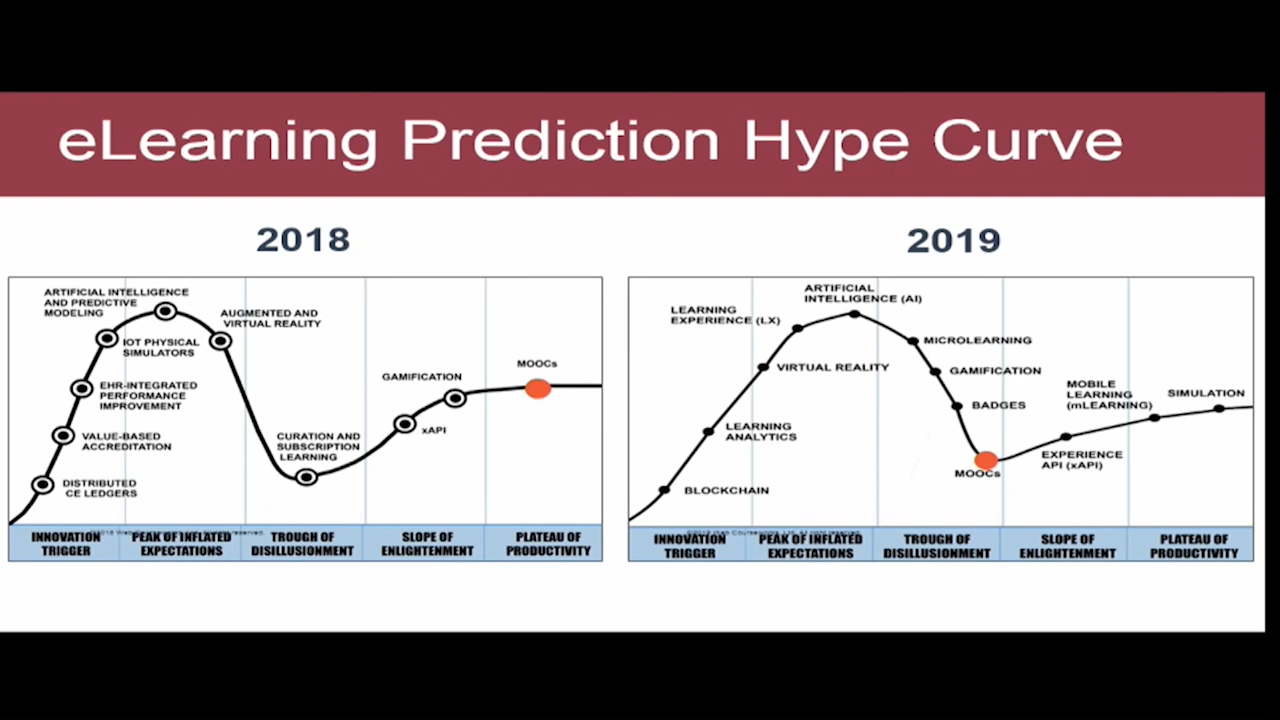 eLearning Prediction Hype Curve
2018
ARTIFICIAL INTELLIGENCE
AND PREDICTIVE
MODELING
AUGMENTED AND
VIRTUAL REALITY
IOT PHYSICAL
SIMULATORS
EHR-INTEGRATED
PERFORMANCE
IMPROVEMENT
VALUE-BASED
ACCREDITATION
DISTRIBUTED
CE LEDGERS
CURATION AND
SUBSCRIPTION
LEARNING
xAPI
GAMIFICATION
MOOCs
INNOVATION
TRIGGER
PEAK OF INFLATED
EXPECTATIONS
TROUGH OF
DISILLUSIONMENT
SLOPE OF
ENLIGHTENMENT
PLATEAU OF
PRODUCTIVITY
2019
ARTIFICIAL
INTELLIGENCE (AI)
LEARNING
EXPERIENCE (LX)
VIRTUAL REALITY
LEARNING
ANALYTICS
BLOCKCHAIN
MICROLEARNING
GAMIFICATION
BADGES
MOOCs
EXPERIENCE
API (xAPI)
MOBILE
LEARNING
(mLEARNING)
SIMULATION
INNOVATION
TRIGGER
PEAK OF INFLATED
EXPECTATIONS
TROUGH OF
DISILLUSIONMENT
SLOPE OF
ENLIGHTENMENT
PLATEAU OF
PRODUCTIVITY